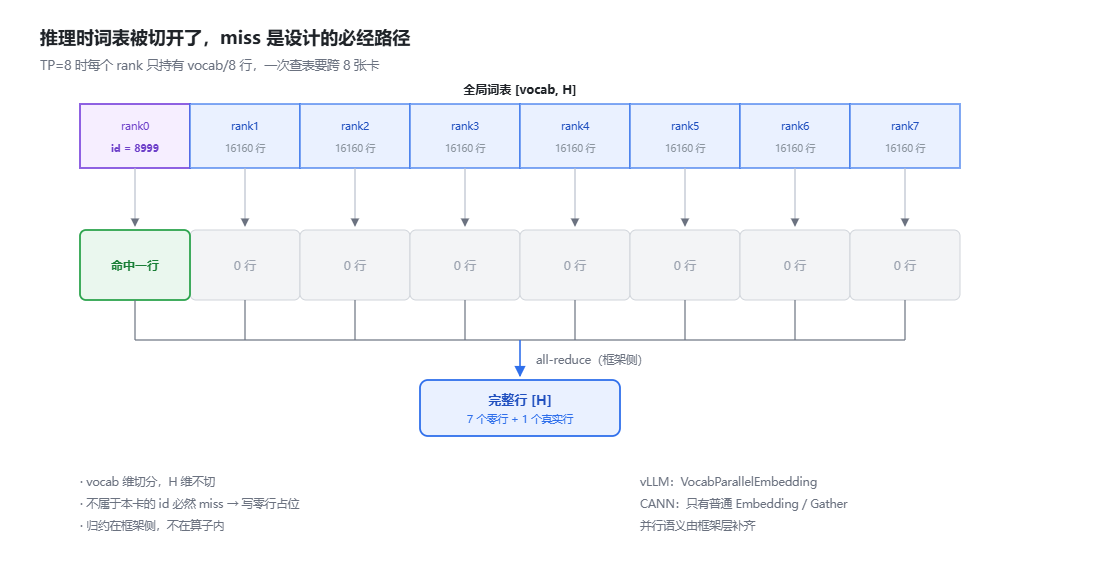 推理时词表被切开了，miss 是设计的必经路径
TP=8 时每个 rank 只持有 vocab/8 行，一次查表要跨 8 张卡
全局词表 [vocab, H]
rank0
id = 8999
rank1
16160 行
rank2
16160 行
rank3
16160 行
rank4
16160 行
rank5
16160 行
rank6
16160 行
rank7
16160 行
命中一行
0 行
0 行
0 行
0 行
0 行
0 行
0 行
all-reduce（框架侧）
完整行 [H]
7 个零行 + 1 个真实行
· vocab 维切分，H 维不切
· 不属于本卡的 id 必然 miss → 写零行占位
· 归约在框架侧，不在算子内
vLLM：VocabParallelEmbedding
CANN：只有普通 Embedding / Gather
并行语义由框架层补齐